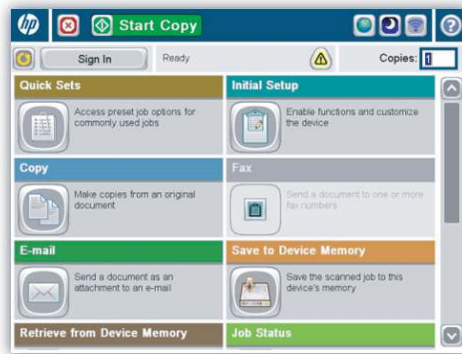 hp
Start Copy
?
Sign In
Ready
Copies: 1
Quick Sets
Access preset job options for
commonly used jobs
Initial Setup
Enable functions and customize
the device
Copy
Make copies from an original
document
Fax
Send a document to one or more
fax numbers
E-mail
Send a document as an
attachment to an e-mail
Save to Device Memory
Save the scanned job to this
device's memory
Retrieve from Device Memory
Job Status